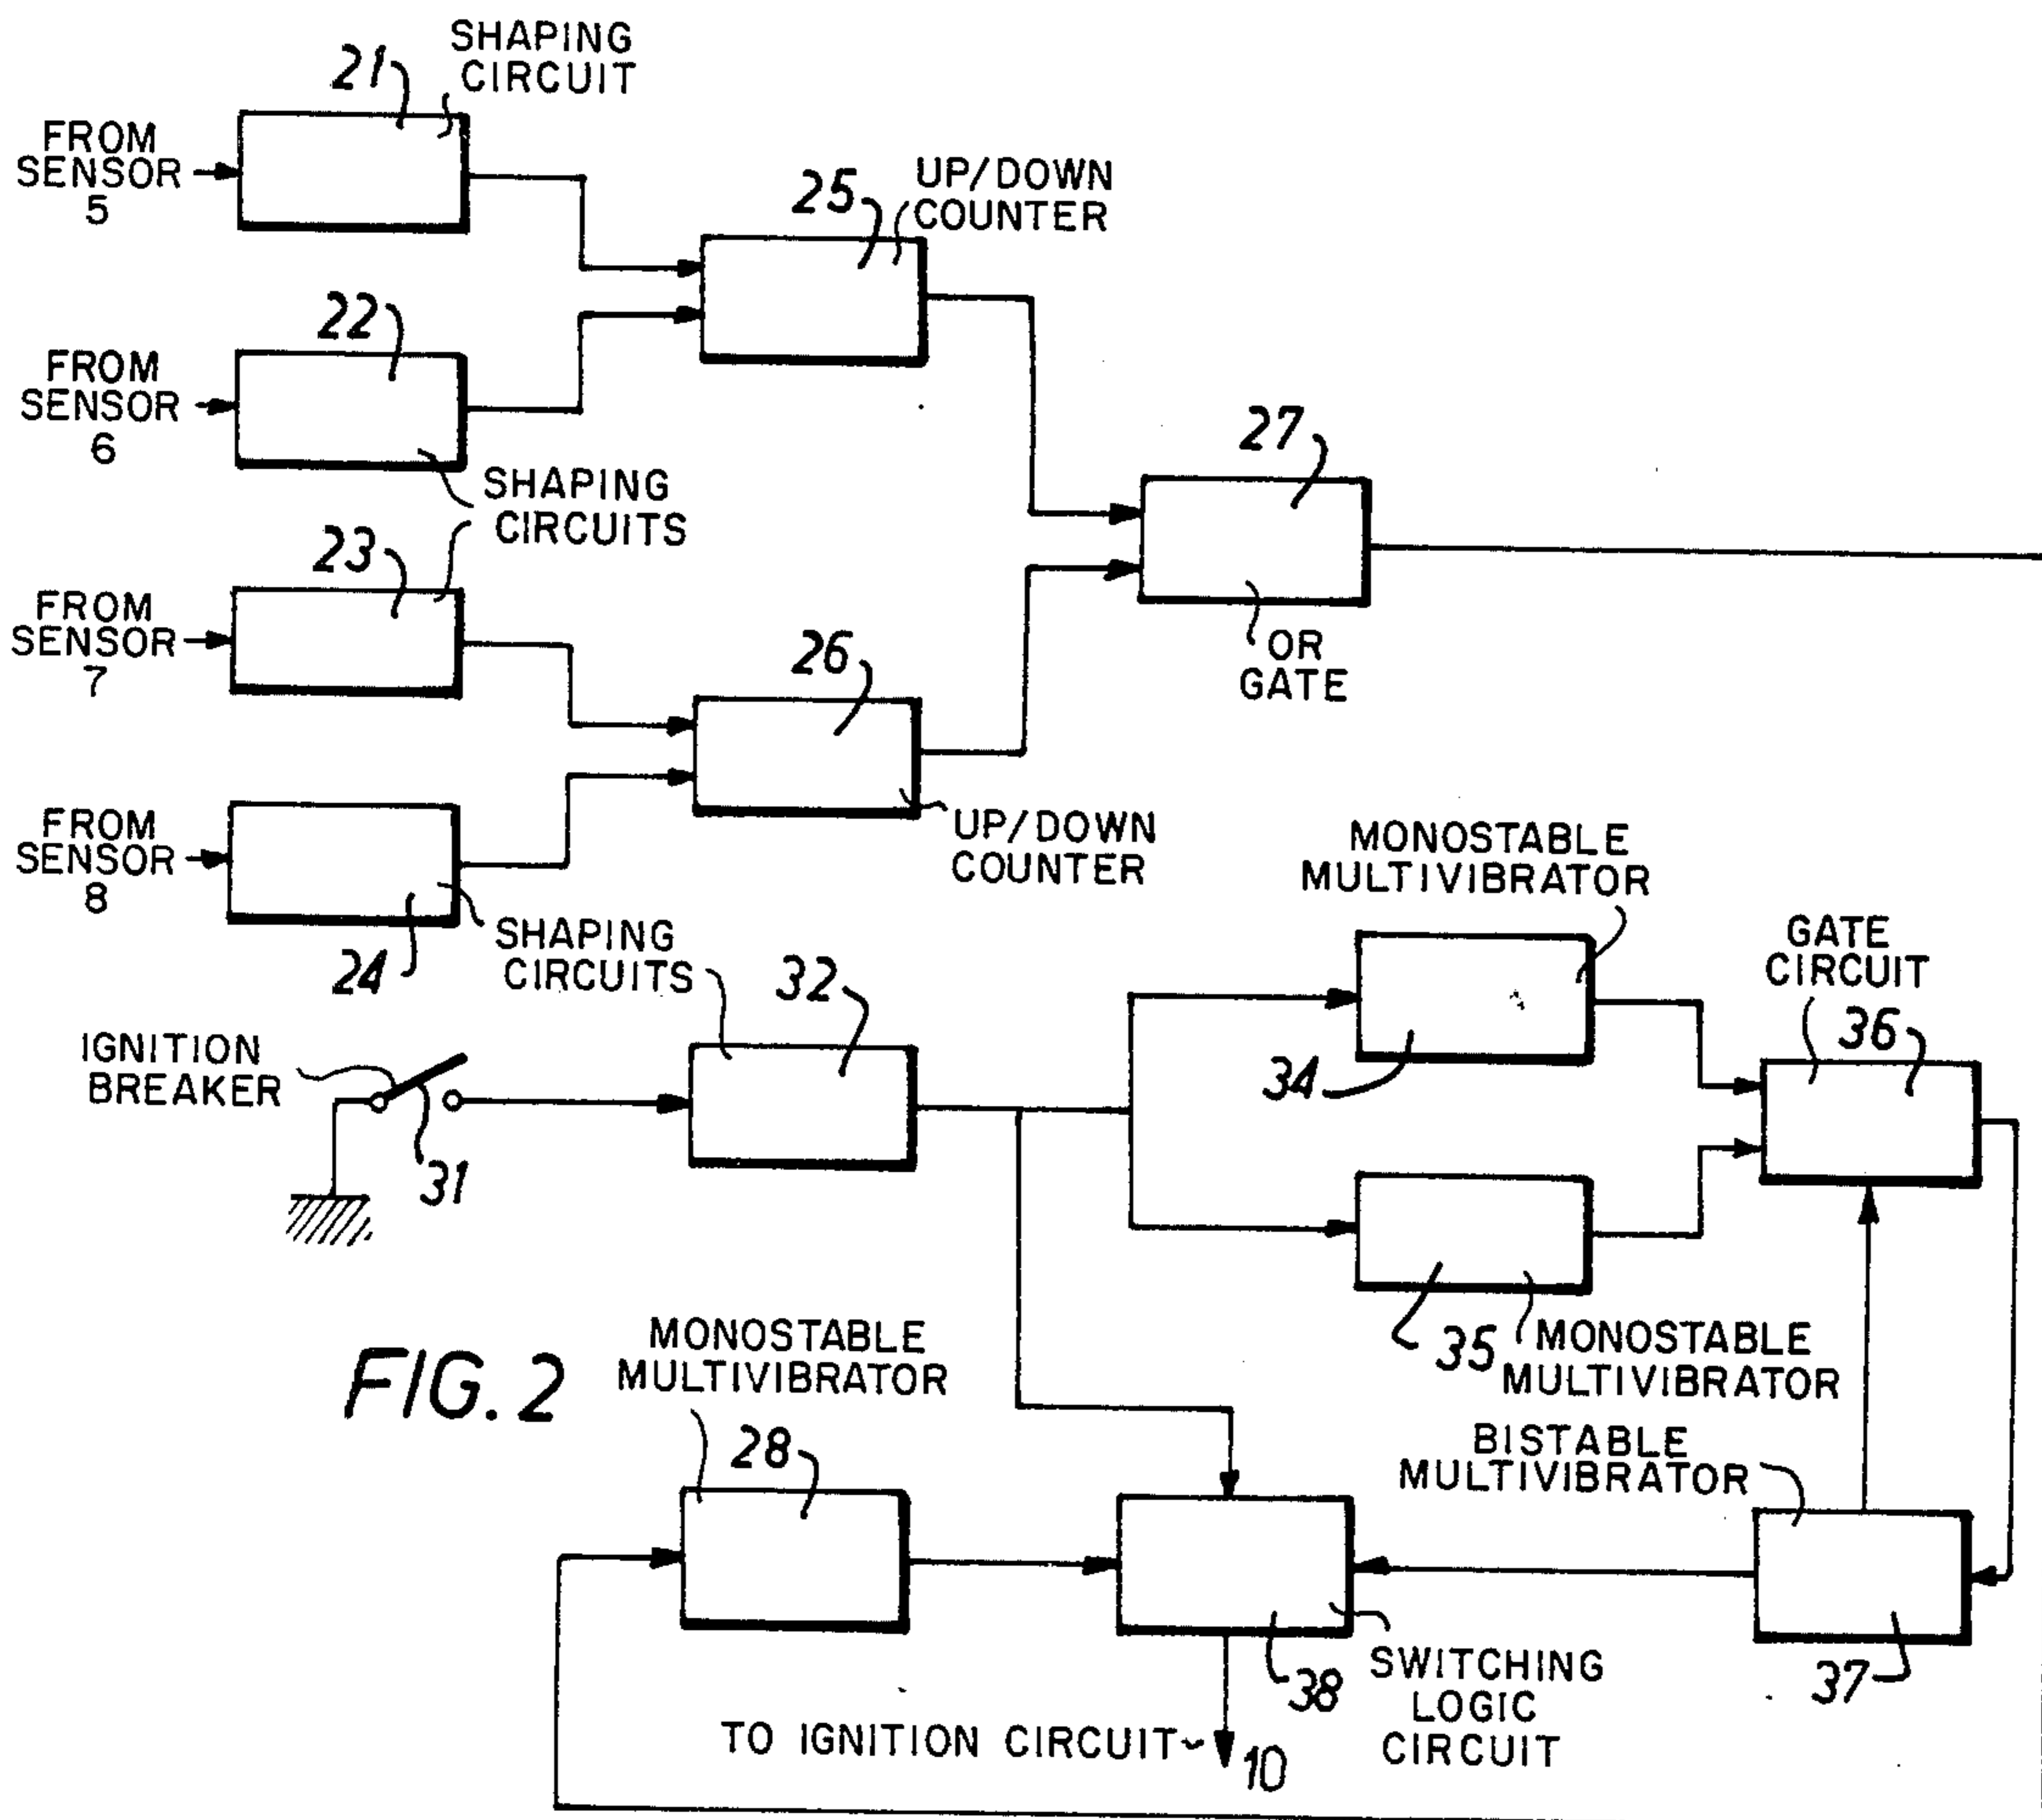 21
SHAPING
CIRCUIT
FROM
SENSOR
5
25
UP/DOWN
COUNTER
22
FROM
SENSOR
6
SHAPING
CIRCUITS
27
23
FROM
SENSOR
7
OR
GATE
26
FROM
SENSOR
8
UP/DOWN
COUNTER
24
SHAPING
CIRCUITS
32
MONOSTABLE
MULTIVIBRATOR
GATE
CIRCUIT
36
34
IGNITION
BREAKER
31
35
MONOSTABLE
MULTIVIBRATOR
FIG. 2
MONOSTABLE
MULTIVIBRATOR
28
BISTABLE
MULTIVIBRATOR
37
38
SWITCHING
LOGIC
CIRCUIT
TO IGNITION CIRCUIT
10